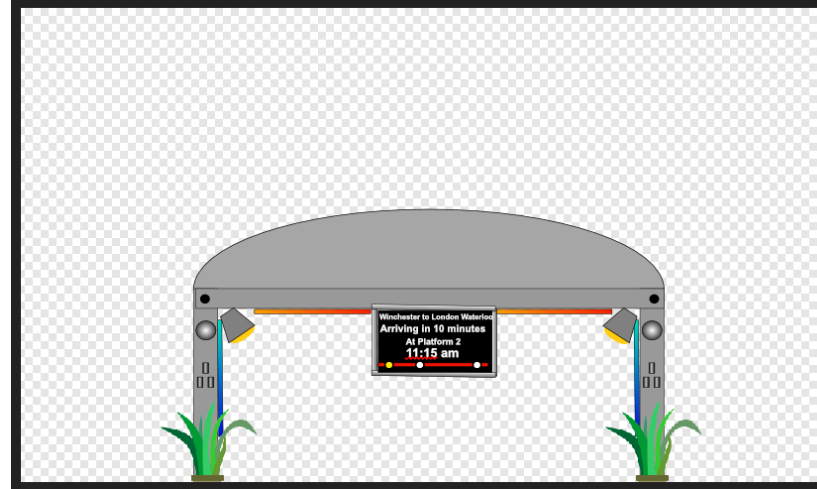 Winchester to London Waterloo
Arriving in 10 minutes
At Platform 2
11:15 am